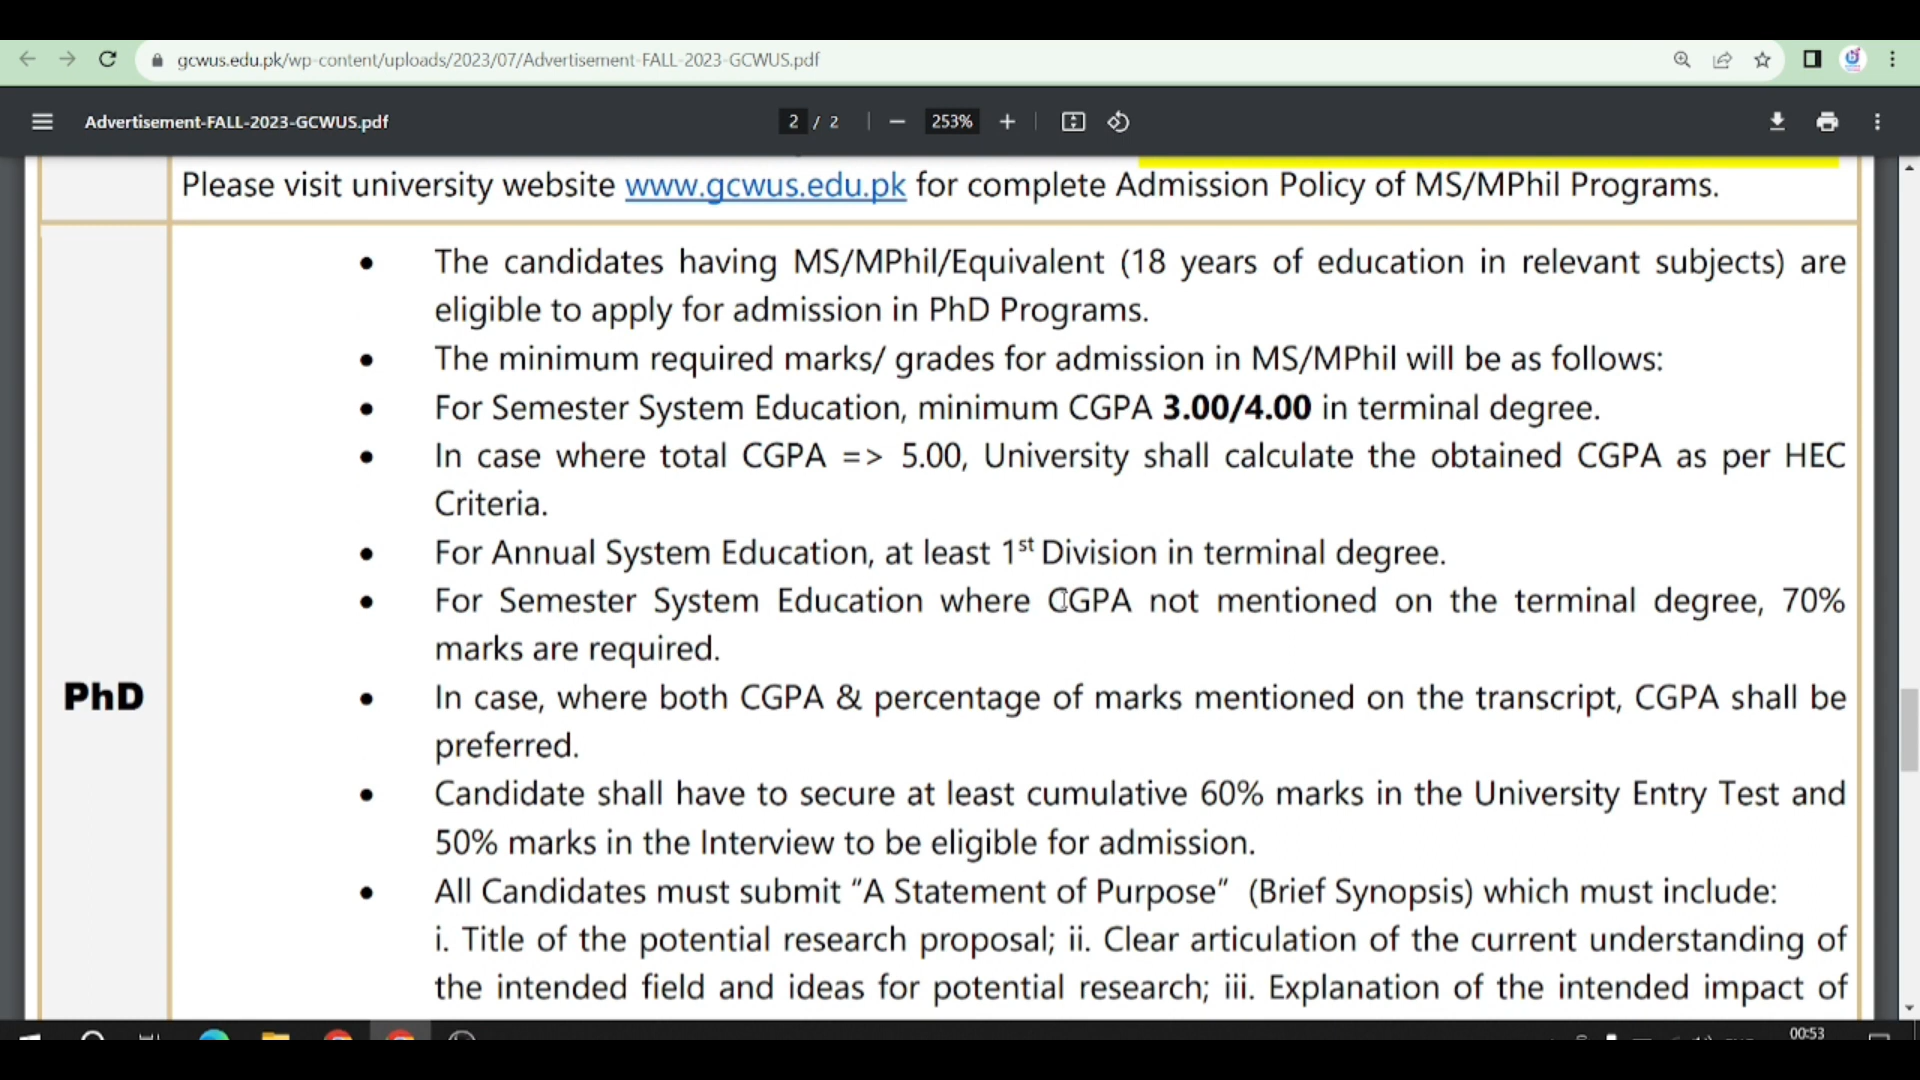 gcwus.edu.pk/wp-content/uploads/2023/07/Advertisement-FALL-2023-GCWUS.pdf
Advertisement-FALL-2023-GCWUS.pdf
2 / 2
253%
Please visit university website www.gcwus.edu.pk for complete Admission Policy of MS/MPhil Programs.
PhD
• The candidates having MS/MPhil/Equivalent (18 years of education in relevant subjects) are
eligible to apply for admission in PhD Programs.
• The minimum required marks/ grades for admission in MS/MPhil will be as follows:
• For Semester System Education, minimum CGPA 3.00/4.00 in terminal degree.
• In case where total CGPA => 5.00, University shall calculate the obtained CGPA as per HEC
Criteria.
• For Annual System Education, at least 1st Division in terminal degree.
• For Semester System Education where CGPA not mentioned on the terminal degree, 70%
marks are required.
• In case, where both CGPA & percentage of marks mentioned on the transcript, CGPA shall be
preferred.
• Candidate shall have to secure at least cumulative 60% marks in the University Entry Test and
50% marks in the Interview to be eligible for admission.
• All Candidates must submit “A Statement of Purpose” (Brief Synopsis) which must include:
i. Title of the potential research proposal; ii. Clear articulation of the current understanding of
the intended field and ideas for potential research; iii. Explanation of the intended impact of
00:53